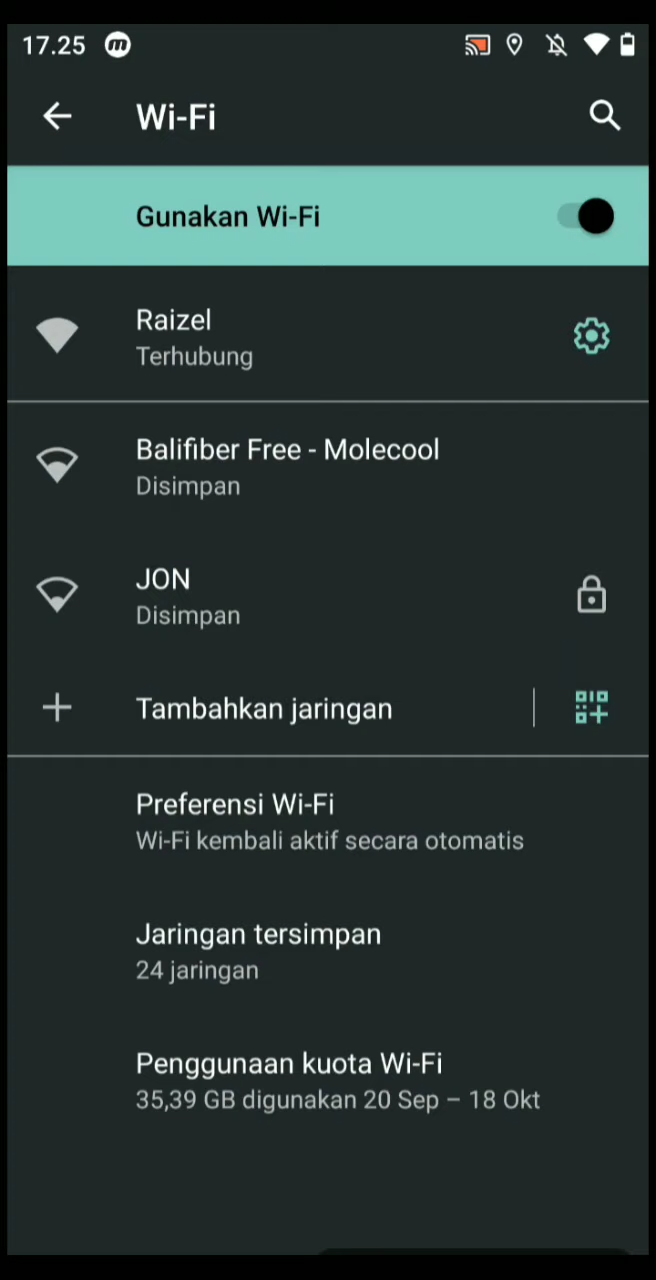 17.25
Wi-Fi
Gunakan Wi-Fi
Raizel
Terhubung
Balifiber Free - Molecool
Disimpan
JON
Disimpan
Tambahkan jaringan
Preferensi Wi-Fi
Wi-Fi kembali aktif secara otomatis
Jaringan tersimpan
24 jaringan
Penggunaan kuota Wi-Fi
35,39 GB digunakan 20 Sep – 18 Okt